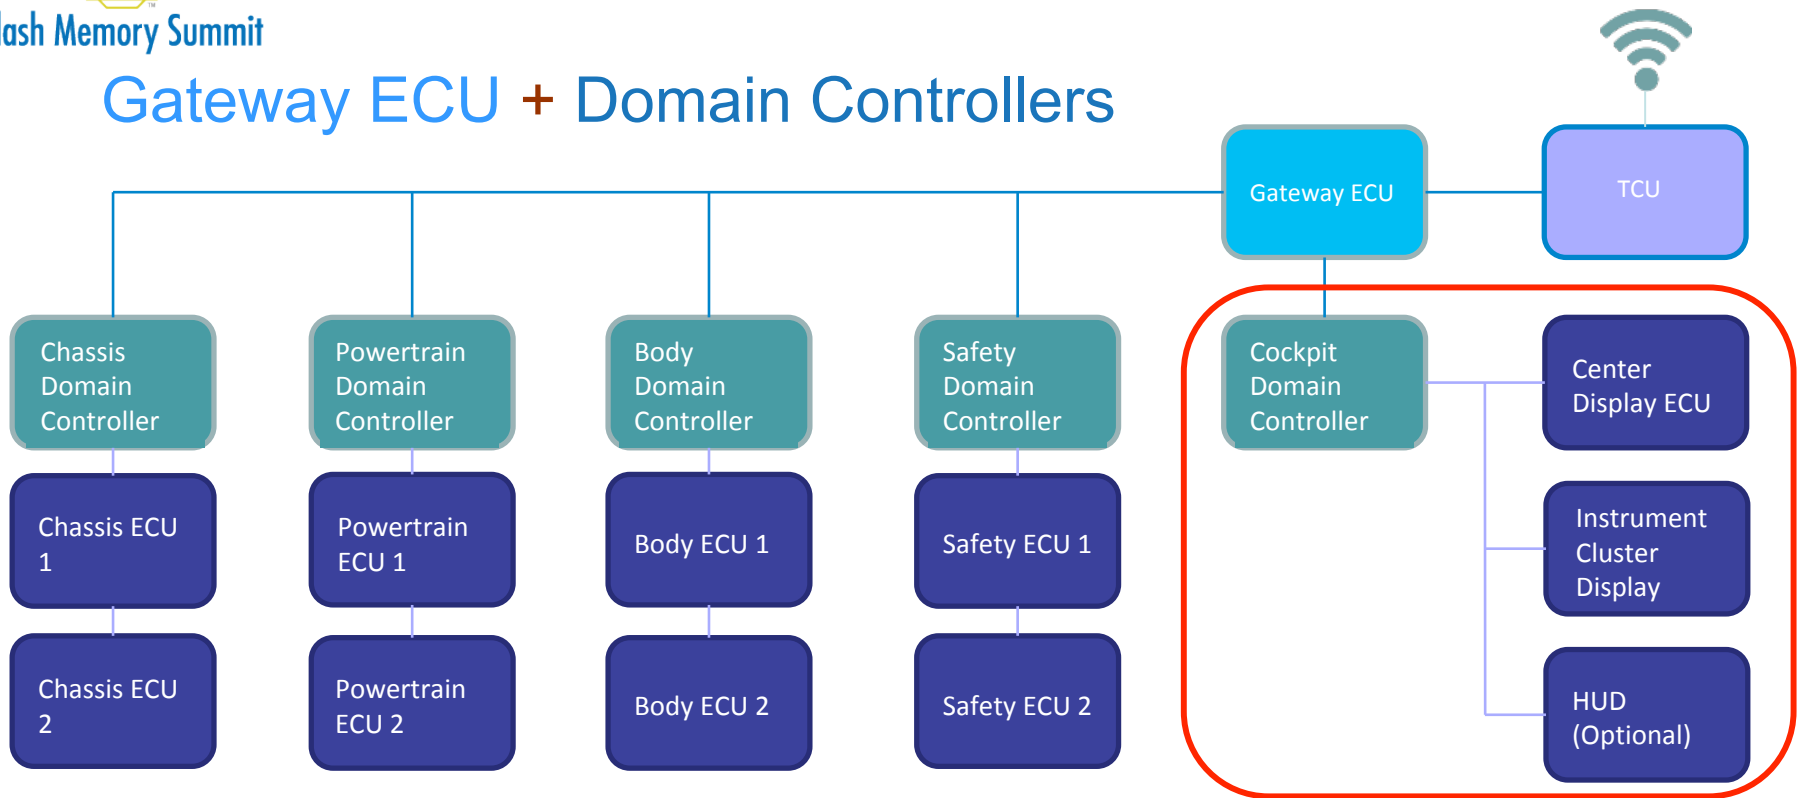 lash Memory Summit
Gateway ECU + Domain Controllers
Gateway ECU
TCU
Chassis
Domain
Controller
Powertrain
Domain
Controller
Body
Domain
Controller
Safety
Domain
Controller
Cockpit
Domain
Controller
Center
Display ECU
Chassis ECU
1
Powertrain
ECU 1
Body ECU 1
Safety ECU 1
Instrument
Cluster
Display
Chassis ECU
2
Powertrain
ECU 2
Body ECU 2
Safety ECU 2
HUD
(Optional)